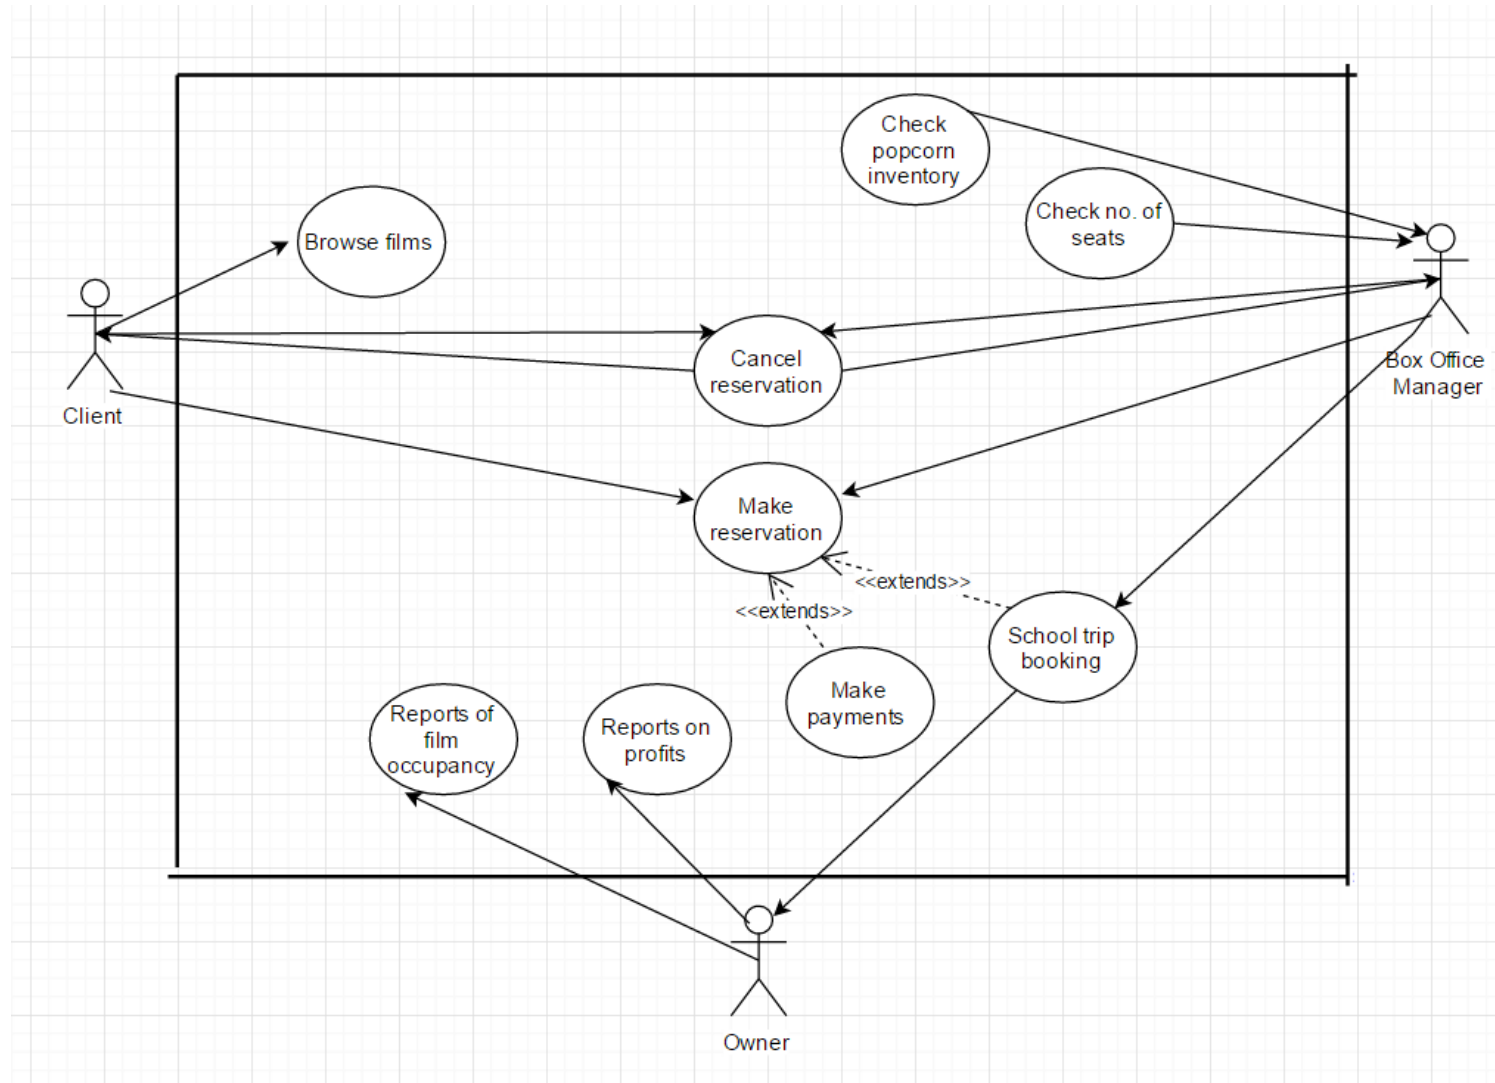 Check
popcorn
inventory
Check no. of
seats
Browse films
Client
Cancel
reservation
Box Office
Manager
Make
reservation
<<extends>>
<<extends>>
School trip
booking
Make
payments
Reports of
film
occupancy
Reports on
profits
Owner